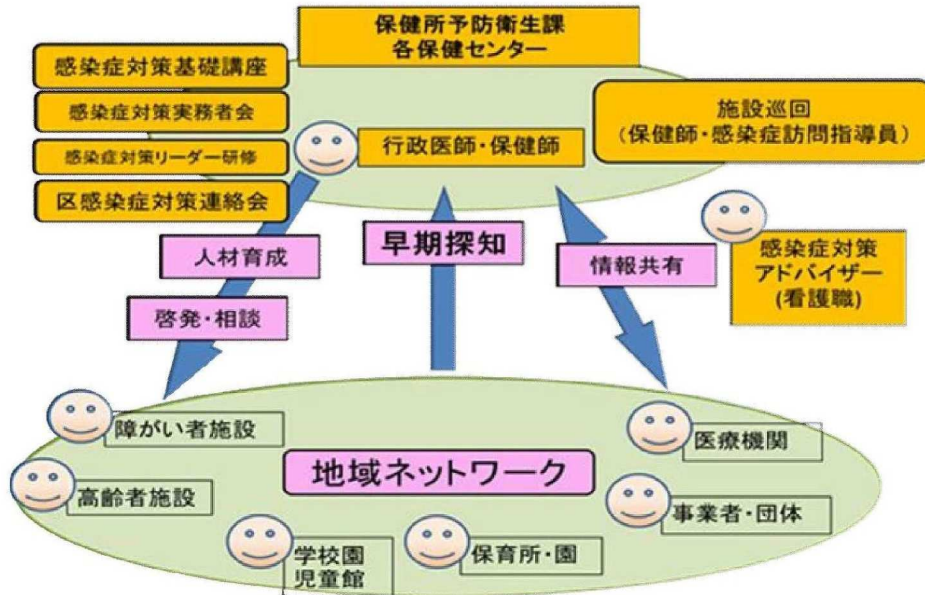 保健所予防衛生課
各保健センター
感染症対策基礎講座
感染症対策実務者会
感染症対策リーダー研修
区感染症対策連絡会
行政医師・保健師
施設巡回
(保健師・感染症訪問指導員)
人材育成
啓発・相談
早期探知
情報共有
感染症対策
アドバイザー
(看護職)
障がい者施設
高齢者施設
地域ネットワーク
医療機関
事業者・団体
学校園
児童館
保育所・園